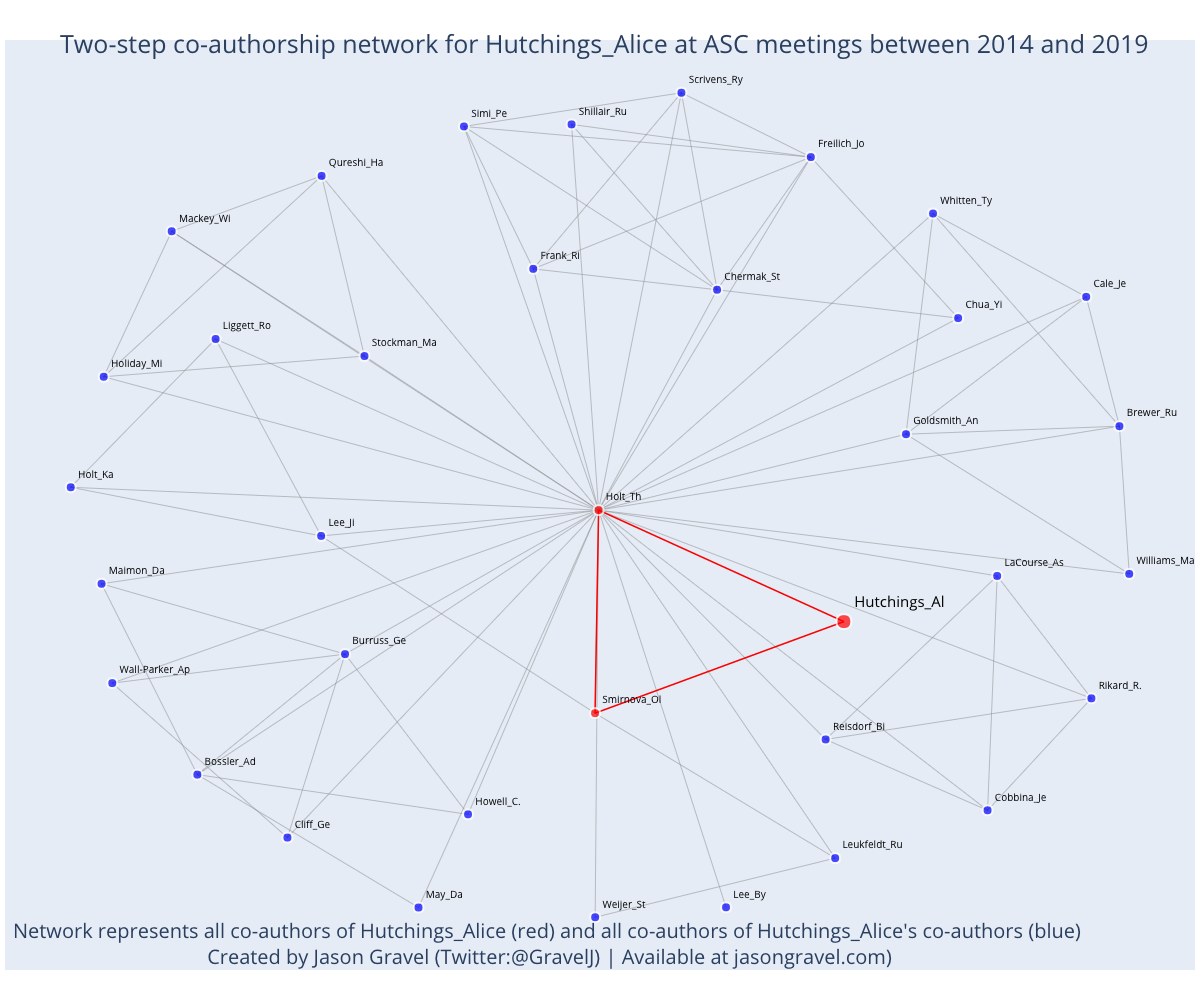 Two-step co-authorship network for Hutchings_Alice at ASC meetings between 2014 and 2019
Scrivens_Ry
Simi_Pe
Shillair_Ru
Freilich_Jo
Qureshi_Ha
Whitten_Ty
Mackey_Wi
Frank_Ri
Chermak_St
Cale_Je
Chua_Yi
Liggett_Ro
Stockman_Ma
Holiday_Mi
Brewer_Ru
Goldsmith_An
Holt_Ka
Holt_Th
Lee_Ji
LaCourse_As
Williams_Ma
Maimon_Da
Hutchings_Al
Burruss_Ge
Wall-Parker_Ap
Rikard_R.
Smirnova_Ol
Reisdorf_Bi
Bossler_Ad
Howell_C.
Cobbina_Je
Cliff_Ge
Leukfeldt_Ru
May_Da
Weijer_St
Lee_By
Network represents all co-authors of Hutchings_Alice (red) and all co-authors of Hutchings_Alice's co-authors (blue)
Created by Jason Gravel (Twitter:@GravelJ) | Available at jasongravel.com)